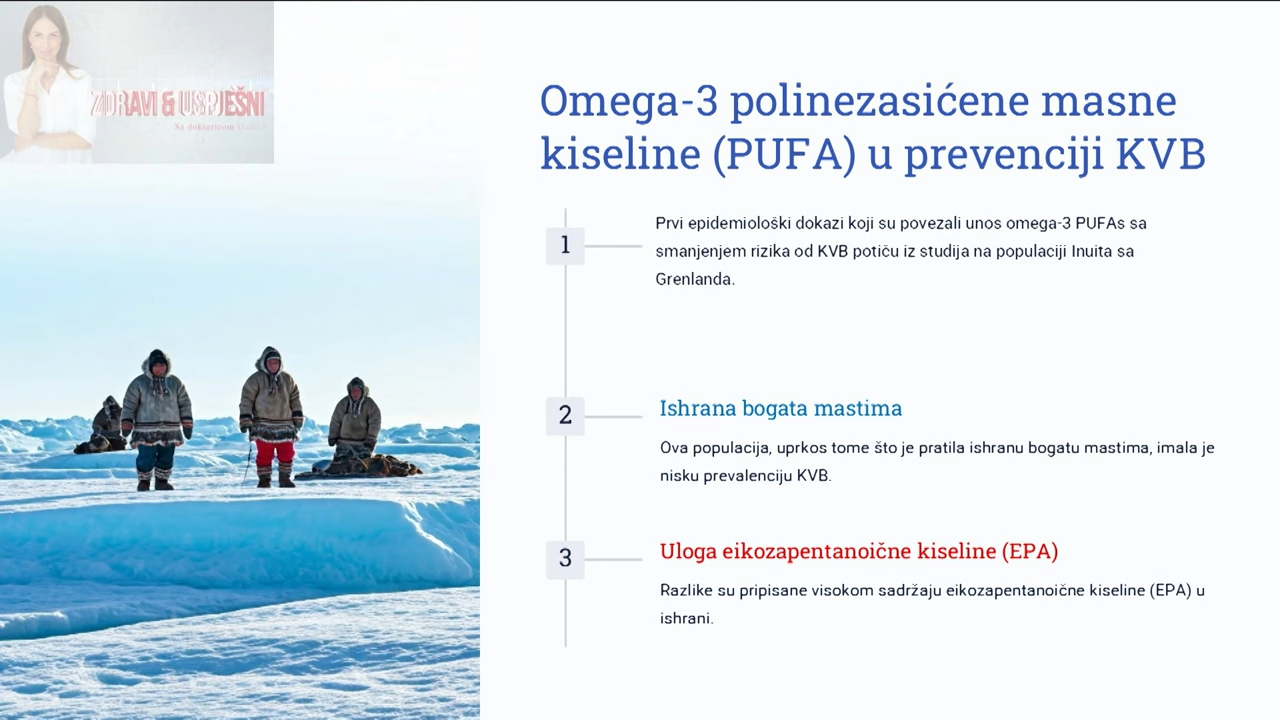 ZDRAVI & USPJEŠNI
Sa doktoricom
Omega-3 polinezasićene masne
kiseline (PUFA) u prevenciji KVB
1
Prvi epidemiološki dokazi koji su povezali unos omega-3 PUFAs sa
smanjenjem rizika od KVB potiču iz studija na populaciji Inuita sa
Grenlanda.
2
Ishrana bogata mastima
Ova populacija, uprkos tome što je pratila ishranu bogatu mastima, imala je
nisku prevalenciju KVB.
3
Uloga eikozapentanoične kiseline (EPA)
Razlike su pripisane visokom sadržaju eikozapentanoične kiseline (EPA) u
ishrani.